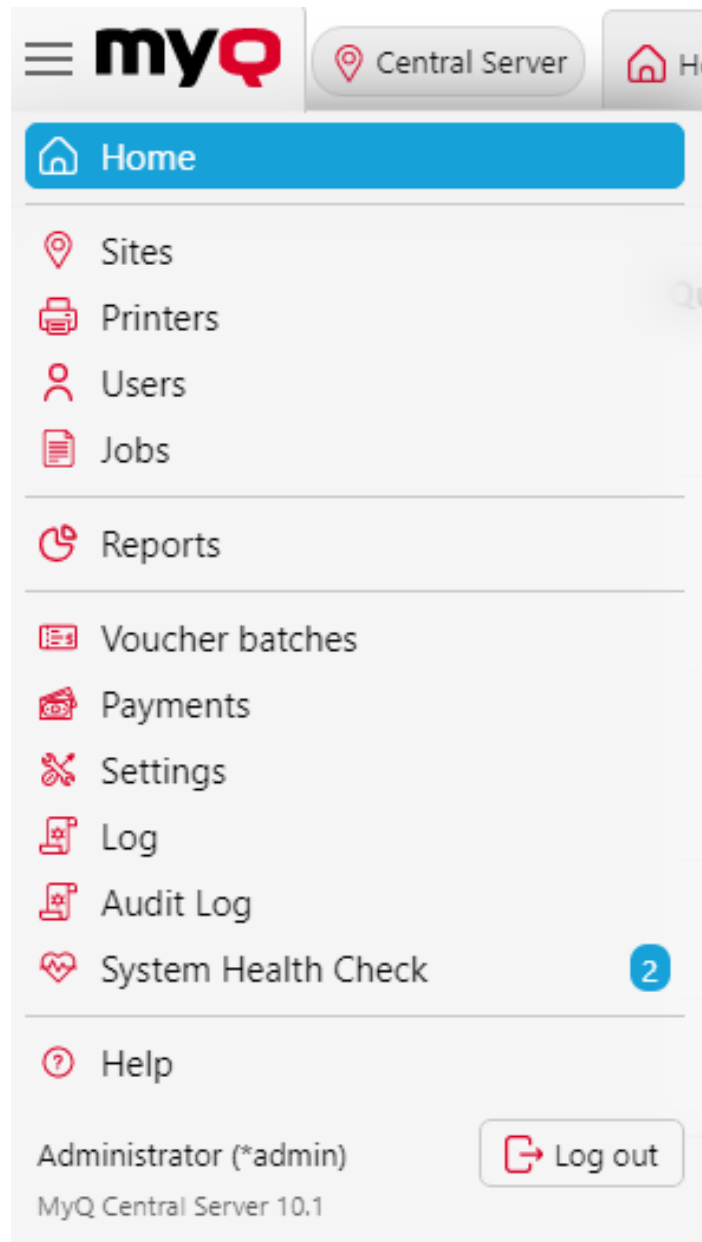 myQ
Central Server
Home
Sites
Printers
Users
Jobs
Reports
Voucher batches
Payments
Settings
Log
Audit Log
System Health Check 2
Help
Administrator (*admin) Log out
MyQ Central Server 10.1